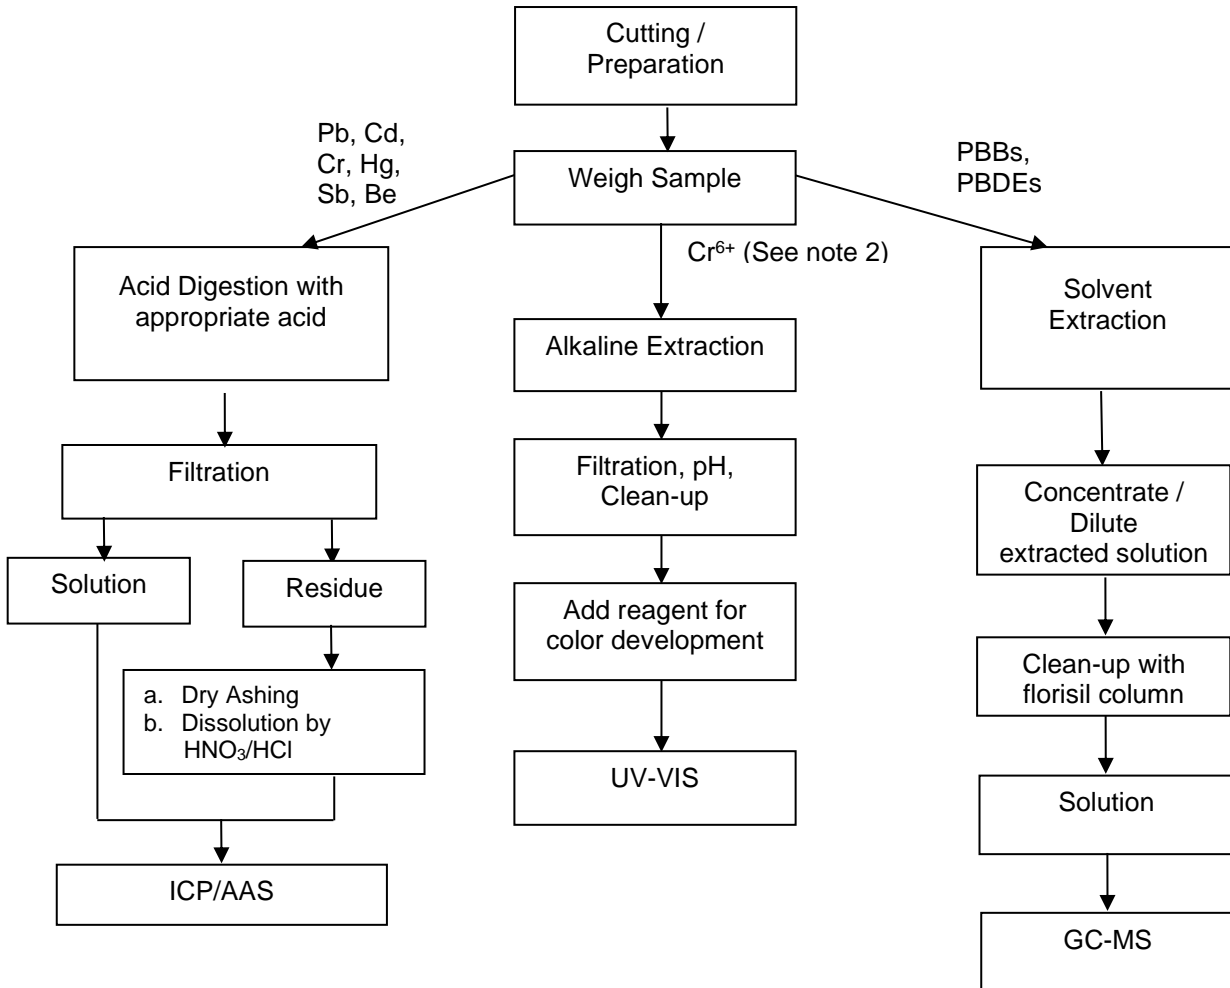 Cutting /
Preparation
Pb, Cd,
Cr, Hg,
Sb, Be
Weigh Sample
PBBs,
PBDEs
Cr⁶⁺ (See note 2)
Acid Digestion with
appropriate acid
Solvent
Extraction
Alkaline Extraction
Filtration
Filtration, pH,
Clean-up
Concentrate /
Dilute
extracted solution
Solution
Residue
Add reagent for
color development
Clean-up with
florisil column
a. Dry Ashing
b. Dissolution by
HNO₃/HCl
UV-VIS
Solution
ICP/AAS
GC-MS